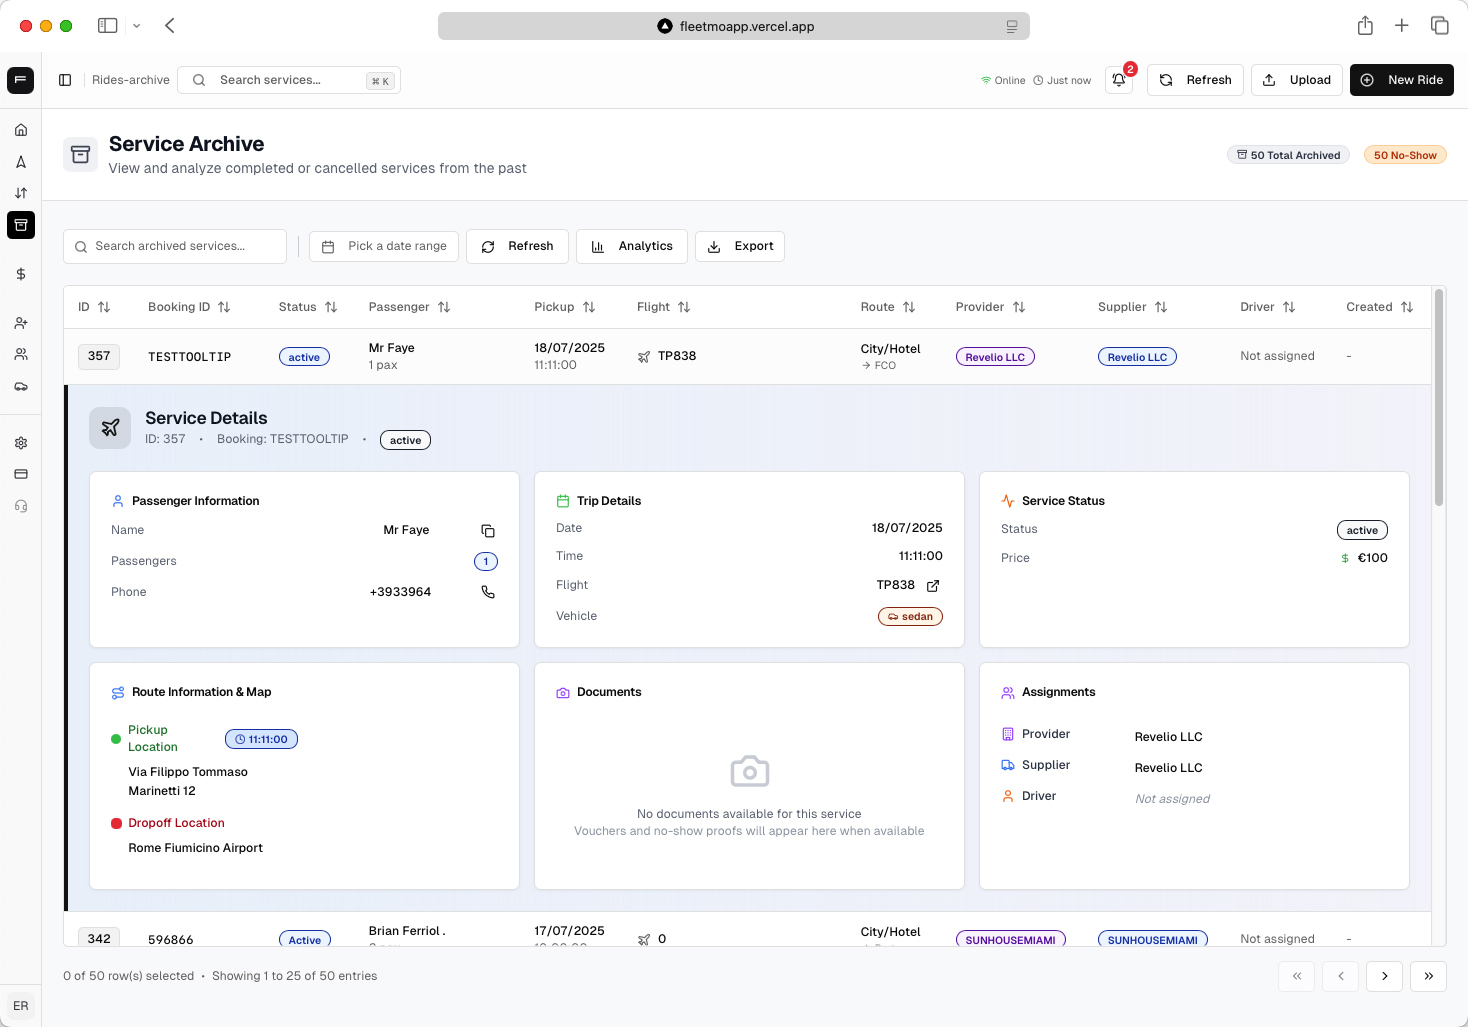 fleetmoapp.vercel.app
Rides-archive
Search services...
⌘ K
Online
Just now
2
Refresh
Upload
New Ride
Service Archive
View and analyze completed or cancelled services from the past
50 Total Archived
50 No-Show
Search archived services...
Pick a date range
Refresh
Analytics
Export
ID Booking ID Status Passenger Pickup Flight Route Provider Supplier Driver Created
357 TESTTOOLTIP active Mr Faye 18/07/2025 TP838 City/Hotel Revelio LLC Revelio LLC Not assigned -
1 pax 11:11:00 → FCO
Service Details
ID: 357 • Booking: TESTTOOLTIP • active
Passenger Information
Name Mr Faye
Passengers 1
Phone +3933964
Trip Details
Date 18/07/2025
Time 11:11:00
Flight TP838
Vehicle sedan
Service Status
Status active
Price $ €100
Route Information & Map
Pickup
Location
11:11:00
Via Filippo Tommaso
Marinetti 12
Dropoff Location
Rome Fiumicino Airport
Documents
No documents available for this service
Vouchers and no-show proofs will appear here when available
Assignments
Provider Revelio LLC
Supplier Revelio LLC
Driver Not assigned
342 596866 Active Brian Ferriol . 17/07/2025 0 City/Hotel SUNHOUSEMIAMI SUNHOUSEMIAMI Not assigned -
0 of 50 row(s) selected • Showing 1 to 25 of 50 entries
ER